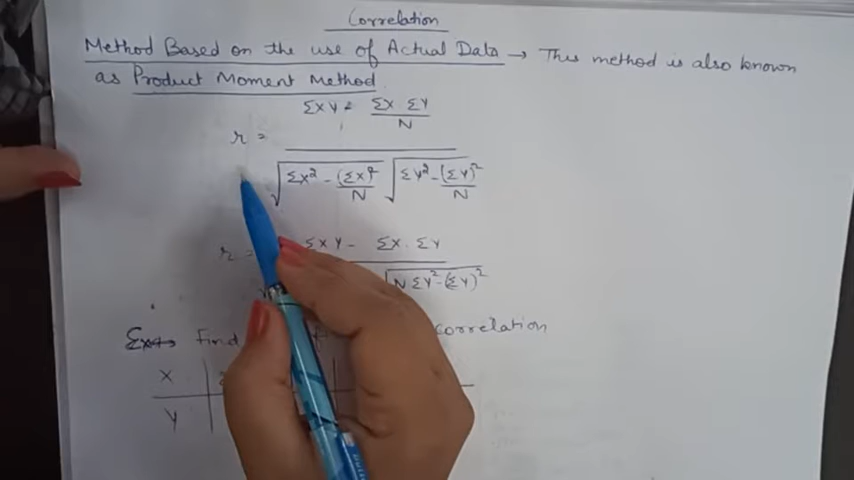 Correlation
Method Based on the use of Actual Data → This method is also known
as Product Moment Method
r = (ΣXY - (ΣX ΣY)/N) / (√(ΣX² - (ΣX)²/N) √(ΣY² - (ΣY)²/N))
r = ΣXY - ΣX . ΣY / √NΣY² - (ΣY)²
Ex→ Find correlation
X
Y